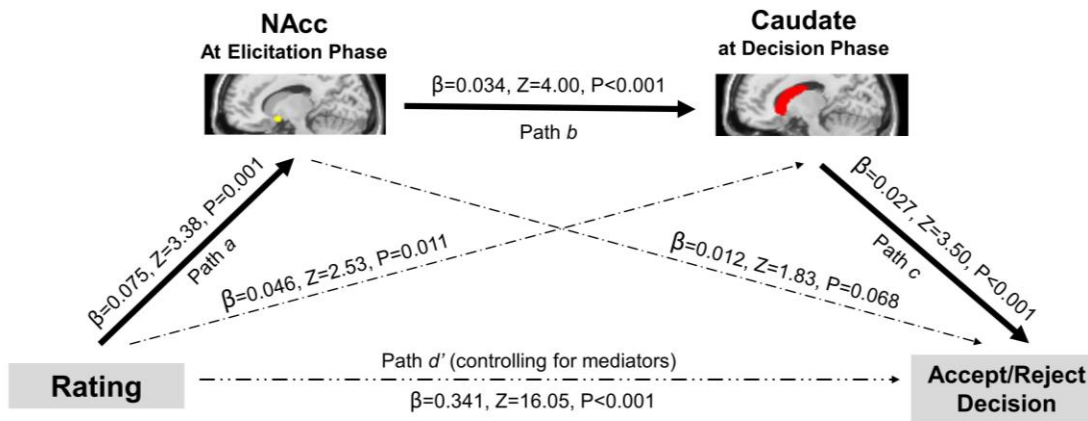 NAcc
At Elicitation Phase
Caudate
at Decision Phase
β=0.034, Z=4.00, P<0.001
Path b
β=0.075, Z=3.38, P=0.001
Path a
β=0.046, Z=2.53, P=0.011
β=0.012, Z=1.83, P=0.068
β=0.027, Z=3.50, P<0.001
Path c
Rating
Path d’ (controlling for mediators)
β=0.341, Z=16.05, P<0.001
Accept/Reject
Decision